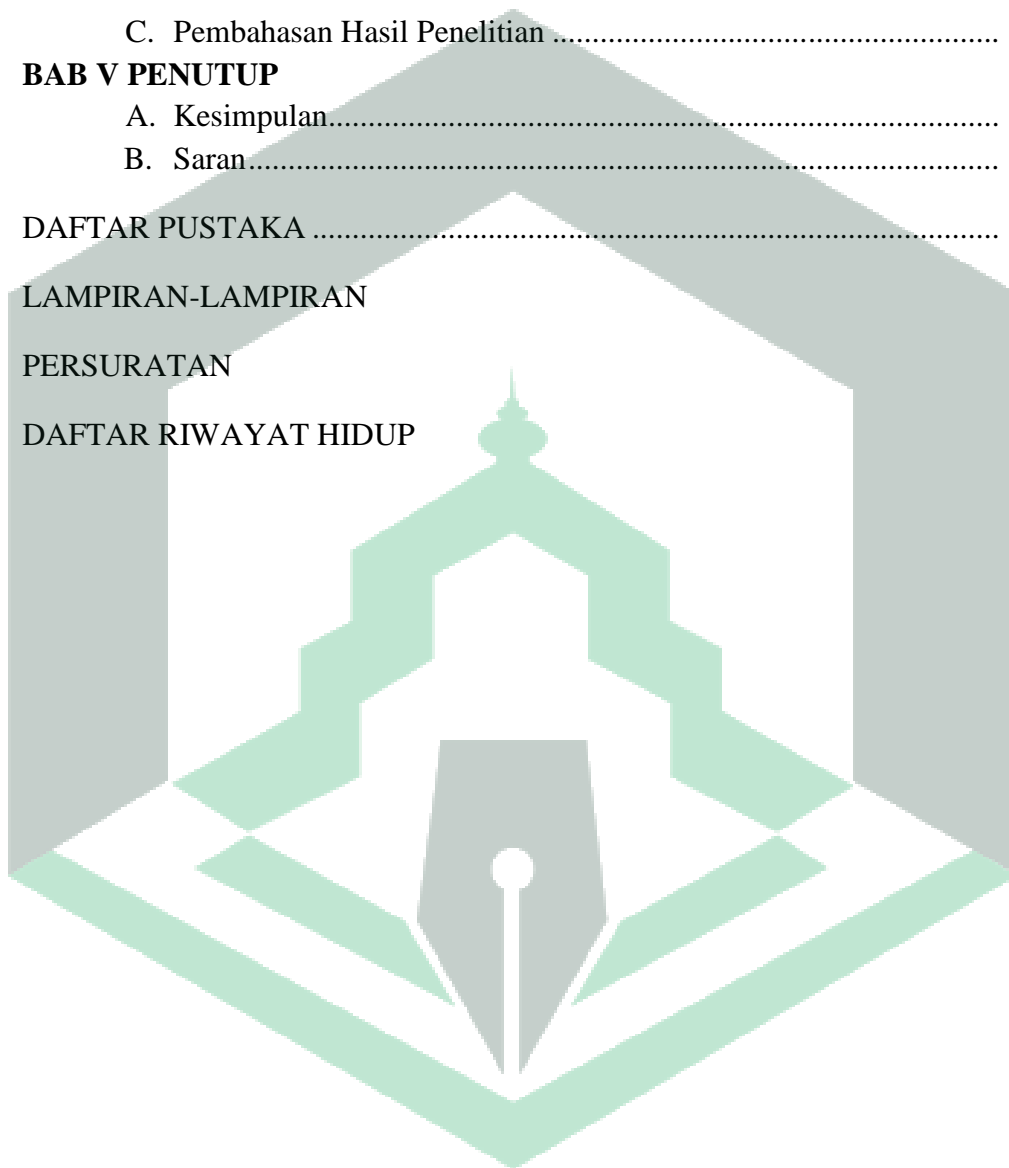 C. Pembahasan Hasil Penelitian ........................................................
BAB V PENUTUP
A. Kesimpulan....................................................................................
B. Saran..............................................................................................
DAFTAR PUSTAKA ......................................................................................
LAMPIRAN-LAMPIRAN
PERSURATAN
DAFTAR RIWAYAT HIDUP